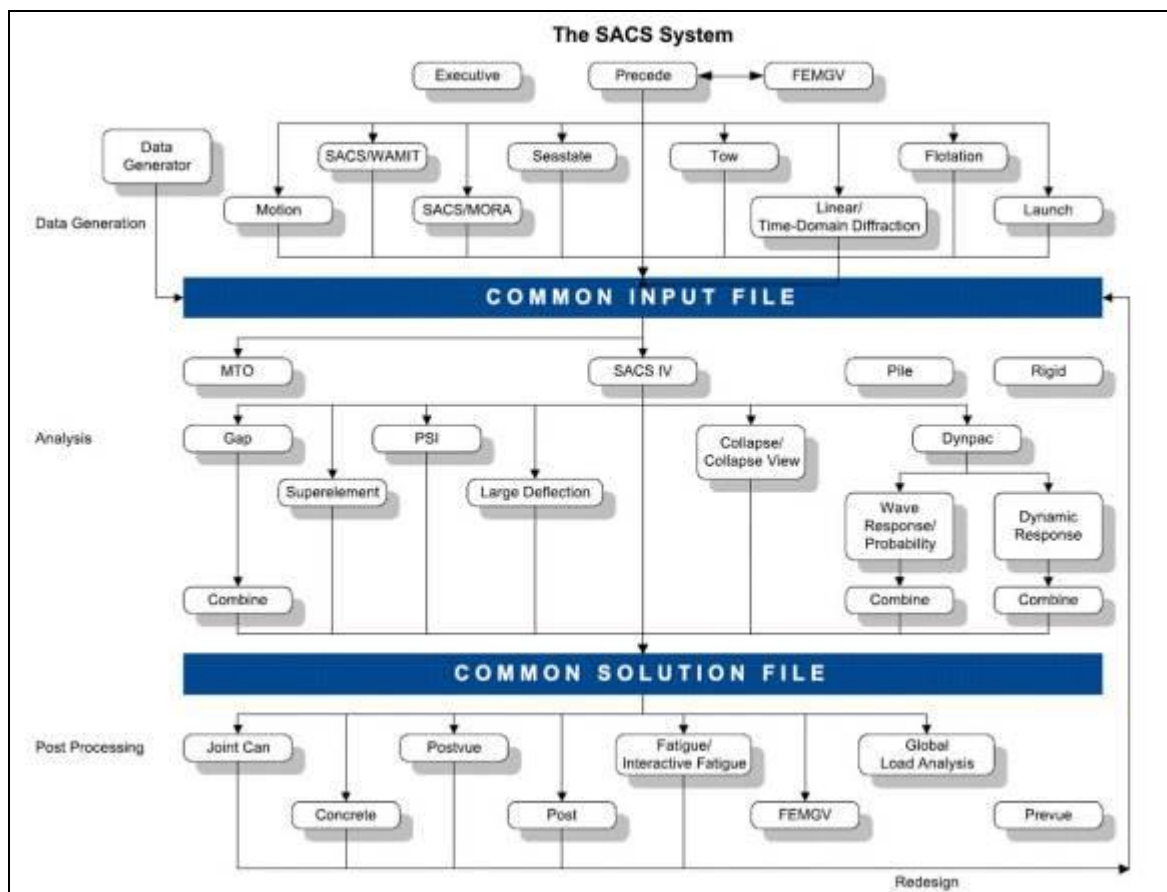 The SACS System
Executive
Precede
FEMGV
Data
Generator
SACS/WAMIT
Seastate
Tow
Flotation
Motion
SACS/MORA
Linear/
Time-Domain Diffraction
Launch
Data Generation
COMMON INPUT FILE
MTO
SACS IV
Pile
Rigid
Analysis
Gap
PSI
Collapse/
Collapse View
Dynpac
Superelement
Large Deflection
Wave
Response/
Probability
Dynamic
Response
Combine
Combine
Combine
COMMON SOLUTION FILE
Post Processing
Joint Can
Postvue
Fatigue/
Interactive Fatigue
Global
Load Analysis
Concrete
Post
FEMGV
Prevue
Redesign